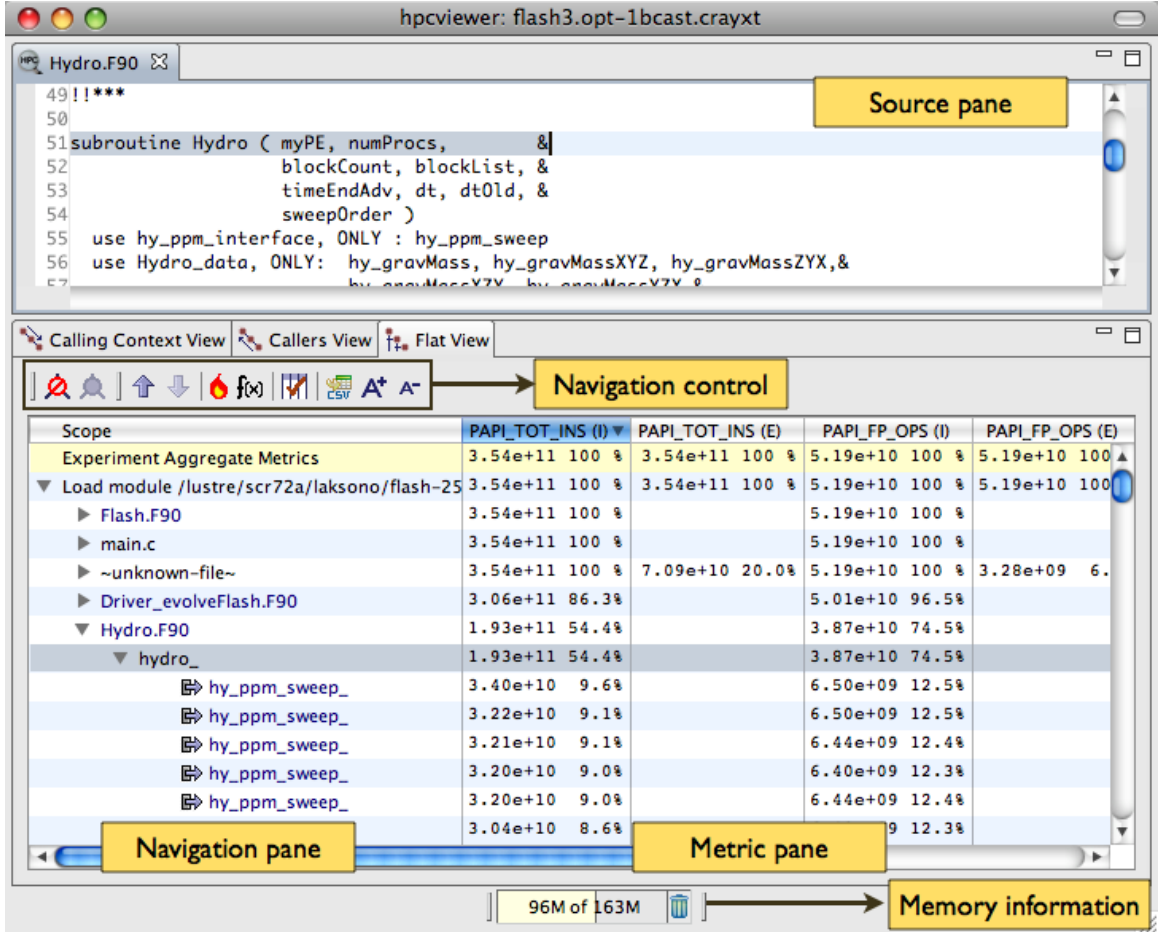 hpcviewer: flash3.opt-1bcast.crayxt
Hydro.F90
Source pane
49 !!***
50
51 subroutine Hydro ( myPE, numProcs, &
52 blockCount, blockList, &
53 timeEndAdv, dt, dtOld, &
54 sweepOrder )
55 use hy_ppm_interface, ONLY : hy_ppm_sweep
56 use Hydro_data, ONLY: hy_gravMass, hy_gravMassXYZ, hy_gravMassZYX,&
57
Calling Context View Callers View Flat View
f(x) CSV A+ A-
Navigation control
Scope PAPI_TOT_INS (I) PAPI_TOT_INS (E) PAPI_FP_OPS (I) PAPI_FP_OPS (E)
Experiment Aggregate Metrics 3.54e+11 100 % 3.54e+11 100 % 5.19e+10 100 % 5.19e+10 100
Load module /lustre/scr72a/laksono/flash-25 3.54e+11 100 % 3.54e+11 100 % 5.19e+10 100 % 5.19e+10 100
Flash.F90 3.54e+11 100 % 5.19e+10 100 %
main.c 3.54e+11 100 % 5.19e+10 100 %
~unknown-file~ 3.54e+11 100 % 7.09e+10 20.0% 5.19e+10 100 % 3.28e+09 6.
Driver_evolveFlash.F90 3.06e+11 86.3% 5.01e+10 96.5%
Hydro.F90 1.93e+11 54.4% 3.87e+10 74.5%
hydro_ 1.93e+11 54.4% 3.87e+10 74.5%
hy_ppm_sweep_ 3.40e+10 9.6% 6.50e+09 12.5%
hy_ppm_sweep_ 3.22e+10 9.1% 6.50e+09 12.5%
hy_ppm_sweep_ 3.21e+10 9.1% 6.44e+09 12.4%
hy_ppm_sweep_ 3.20e+10 9.0% 6.40e+09 12.3%
hy_ppm_sweep_ 3.20e+10 9.0% 6.44e+09 12.4%
3.04e+10 8.6% 9 12.3%
Navigation pane
Metric pane
96M of 163M
Memory information